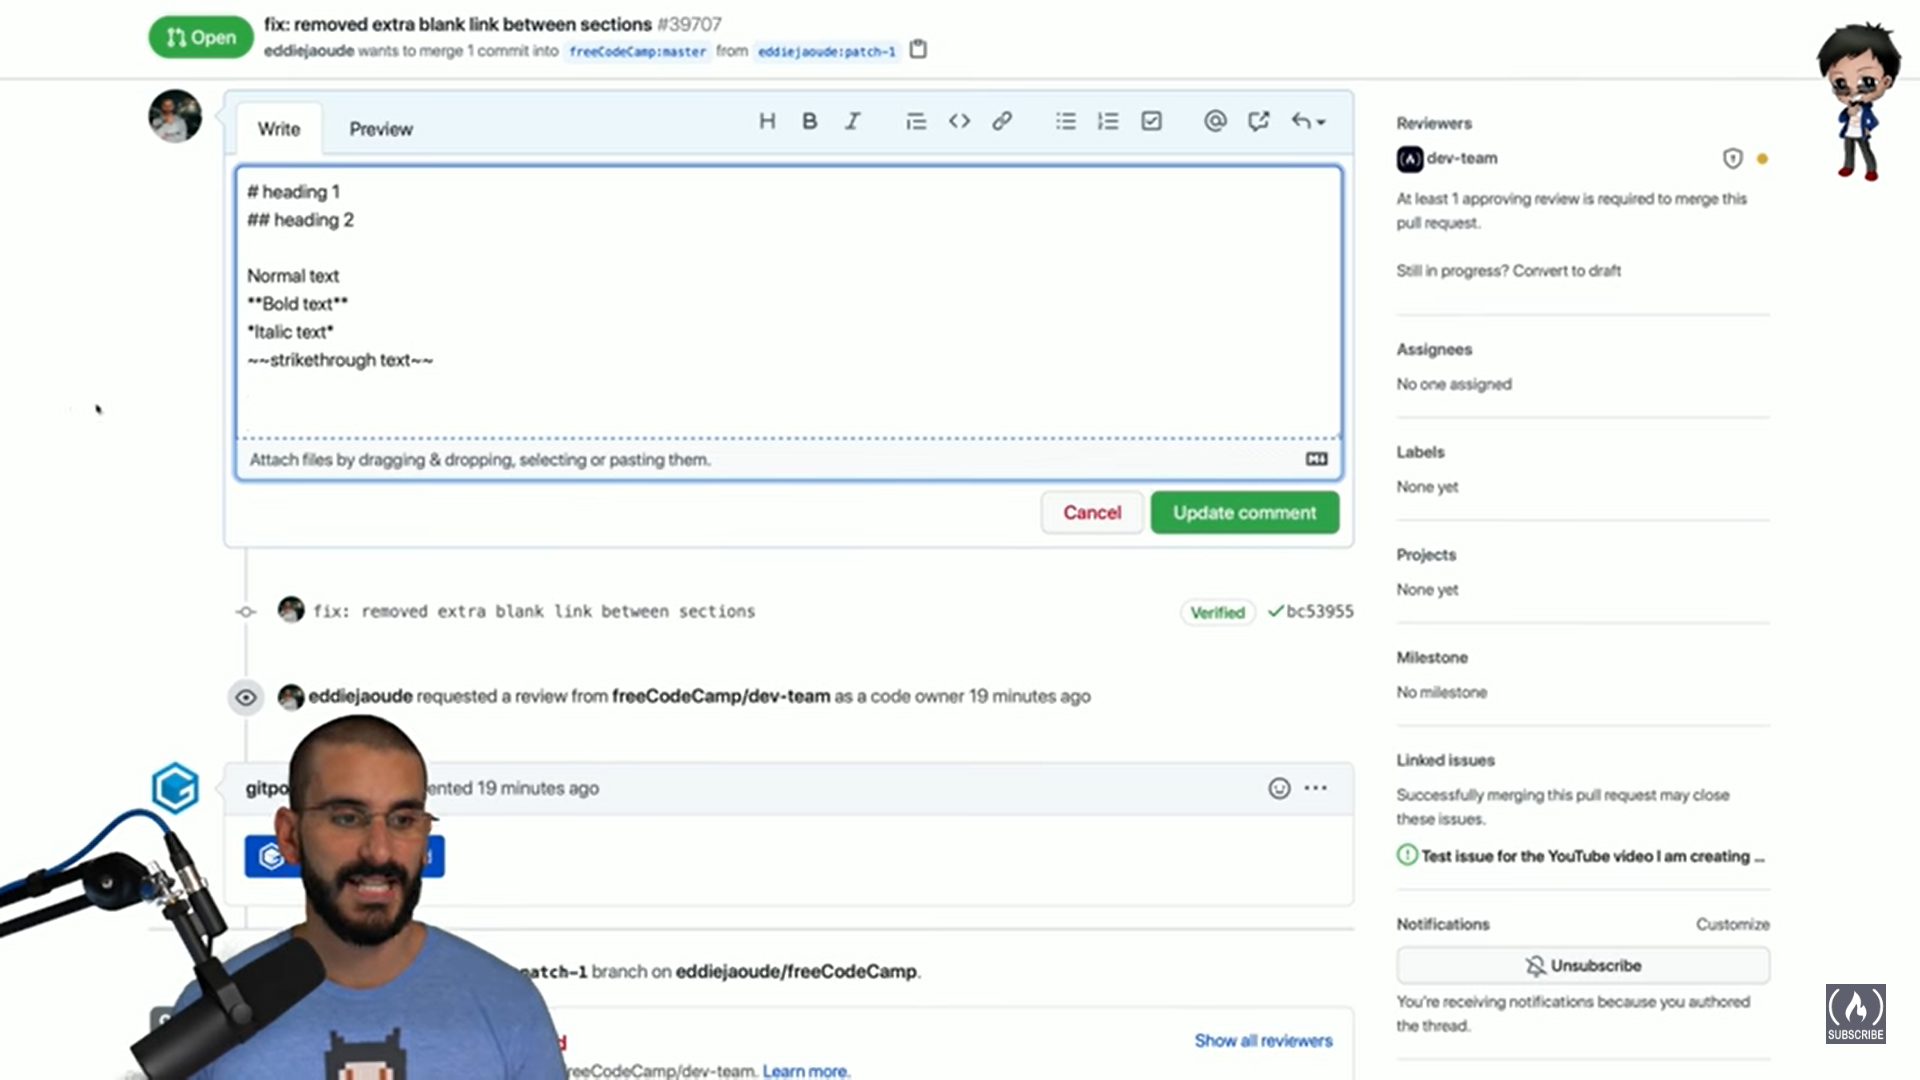 Open
fix: removed extra blank link between sections #39707
eddiejaoude wants to merge 1 commit into freeCodeCamp:master from eddiejaoude:patch-1
Write
Preview
# heading 1
## heading 2
Normal text
**Bold text**
*Italic text*
~~strikethrough text~~
Attach files by dragging & dropping, selecting or pasting them.
Cancel
Update comment
fix: removed extra blank link between sections
Verified
bc53955
eddiejaoude requested a review from freeCodeCamp/dev-team as a code owner 19 minutes ago
19 minutes ago
patch-1 branch on eddiejaoude/freeCodeCamp.
Show all reviewers
freeCodeCamp/dev-team. Learn more.
Reviewers
dev-team
At least 1 approving review is required to merge this
pull request.
Still in progress? Convert to draft
Assignees
No one assigned
Labels
None yet
Projects
None yet
Milestone
No milestone
Linked issues
Successfully merging this pull request may close
these issues.
Test issue for the YouTube video I am creating ...
Notifications
Customize
Unsubscribe
You're receiving notifications because you authored
the thread.
SUBSCRIBE